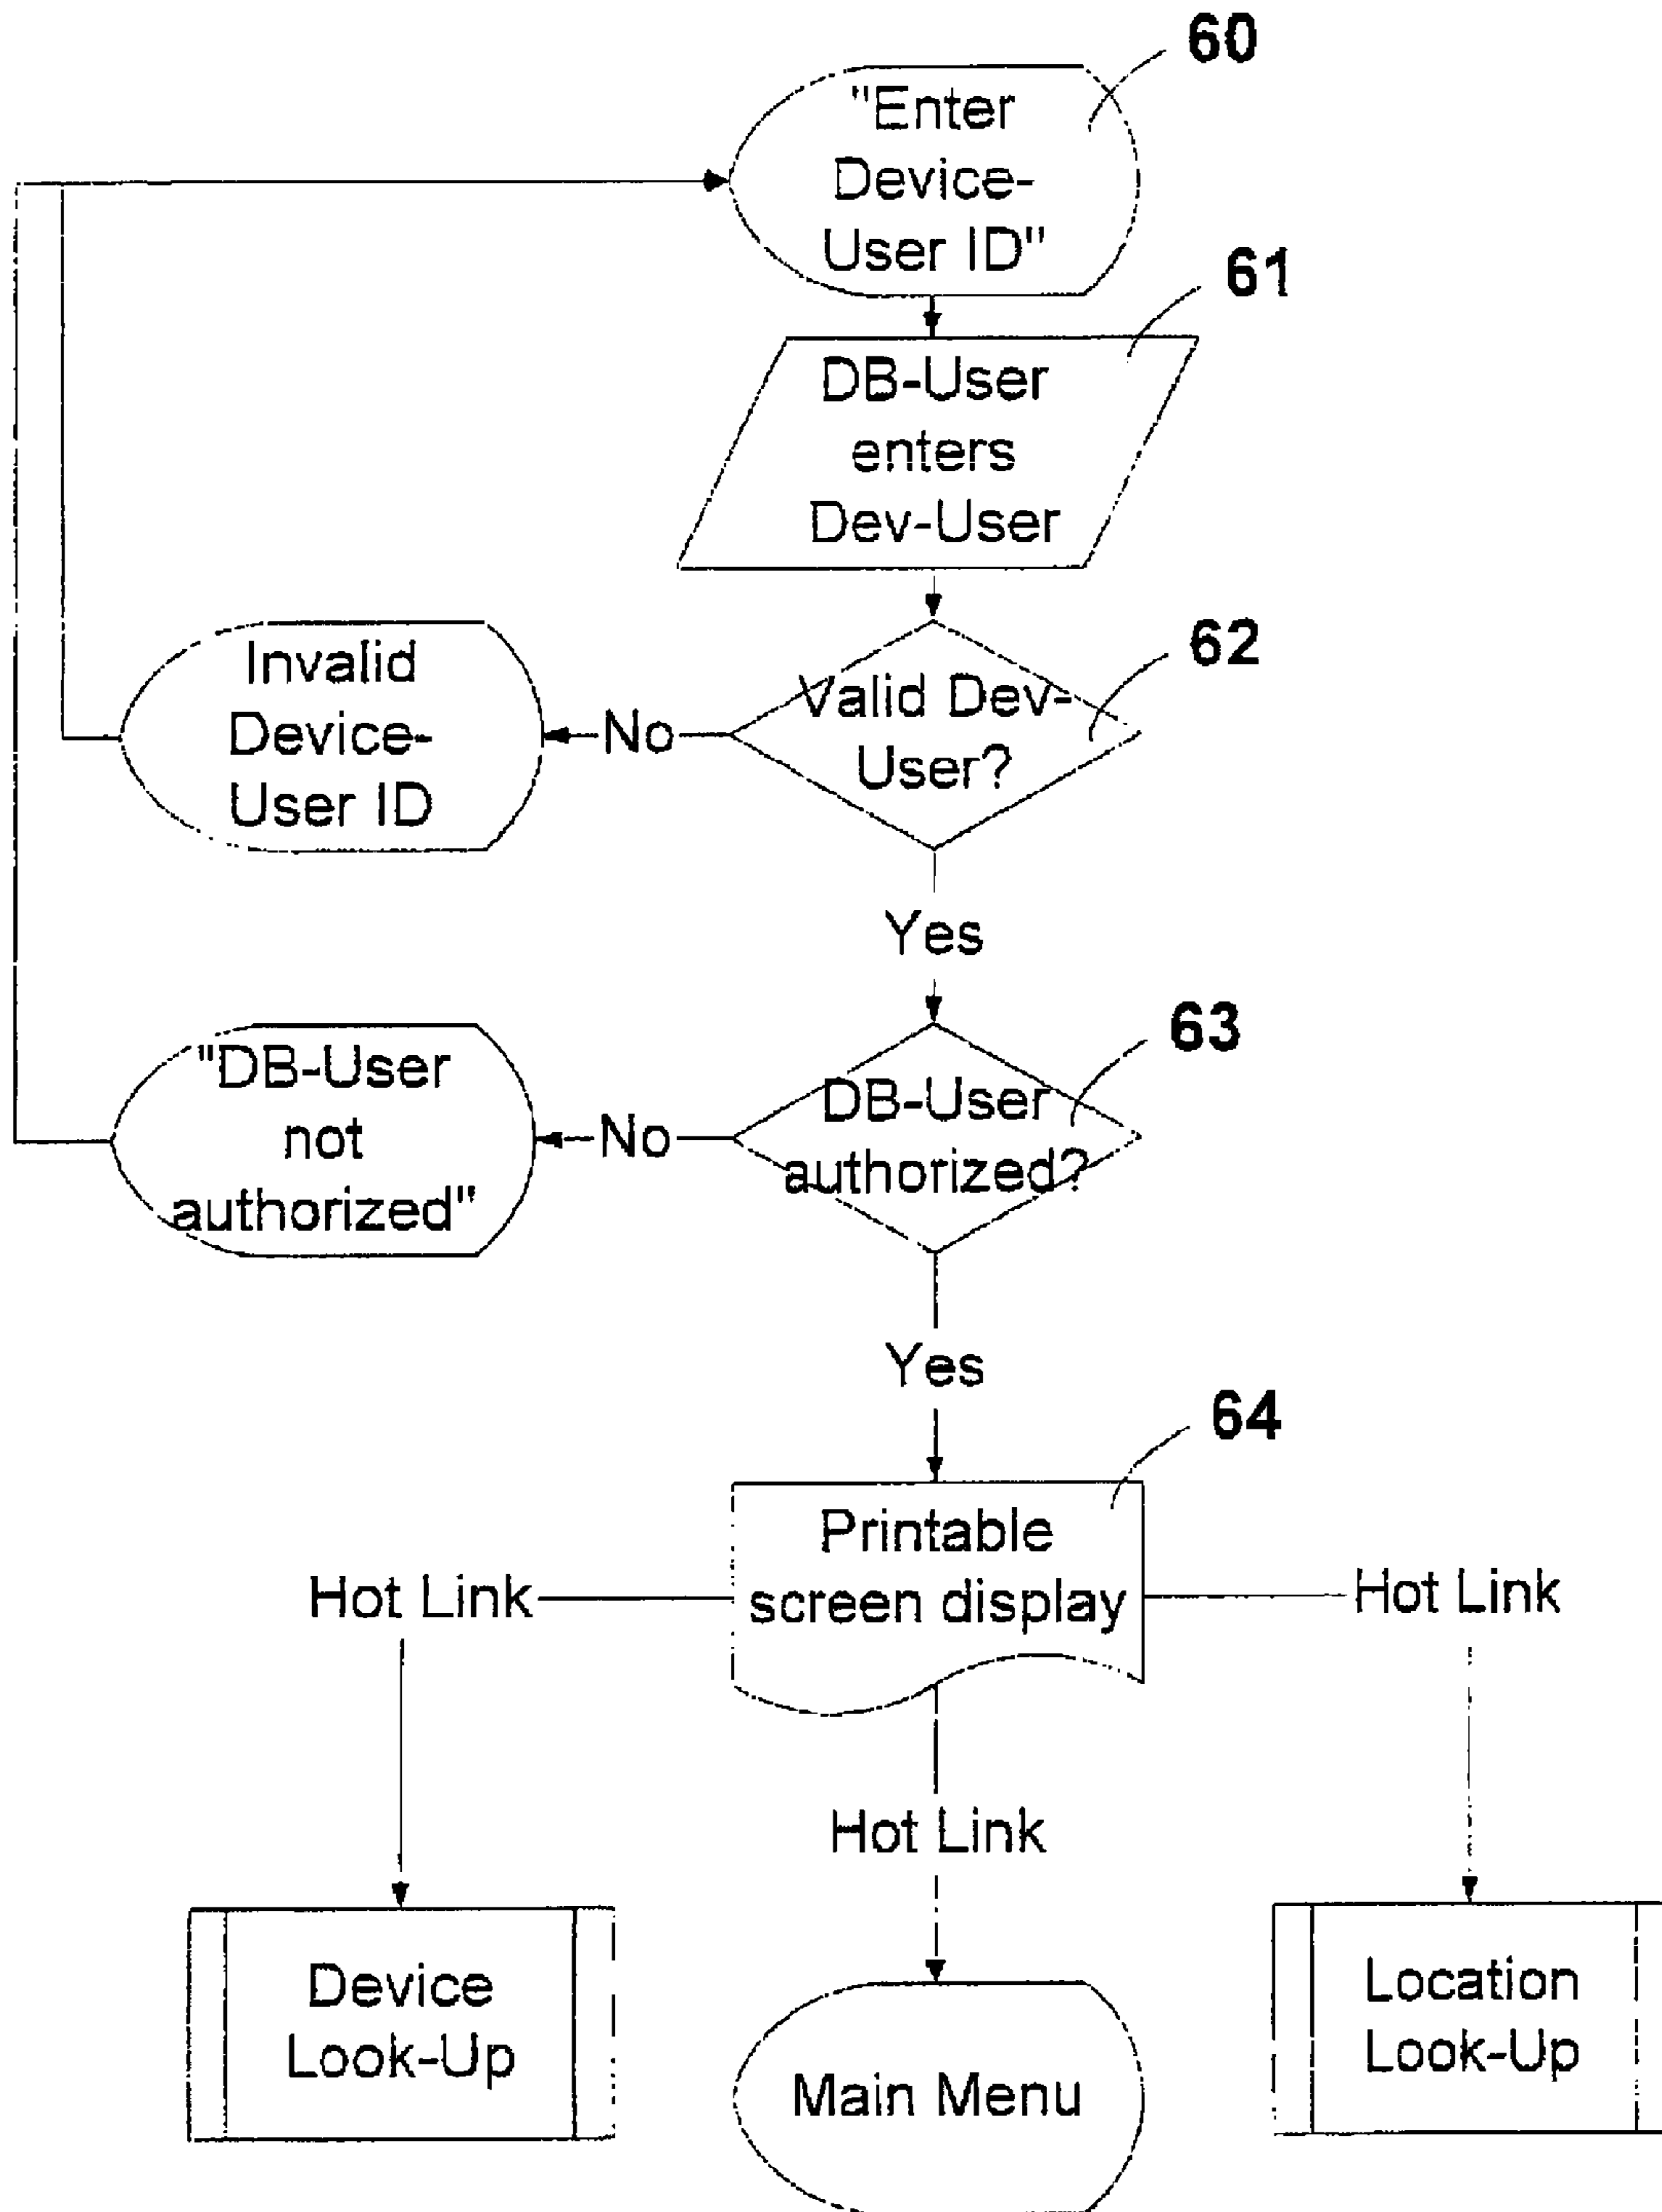 60
"Enter
Device-
User ID"
61
DB-User
enters
Dev-User
62
Valid Dev-
User?
No
Invalid
Device-
User ID
Yes
63
DB-User
authorized?
No
"DB-User
not
authorized"
Yes
64
Printable
screen display
Hot Link
Hot Link
Hot Link
Device
Look-Up
Main Menu
Location
Look-Up